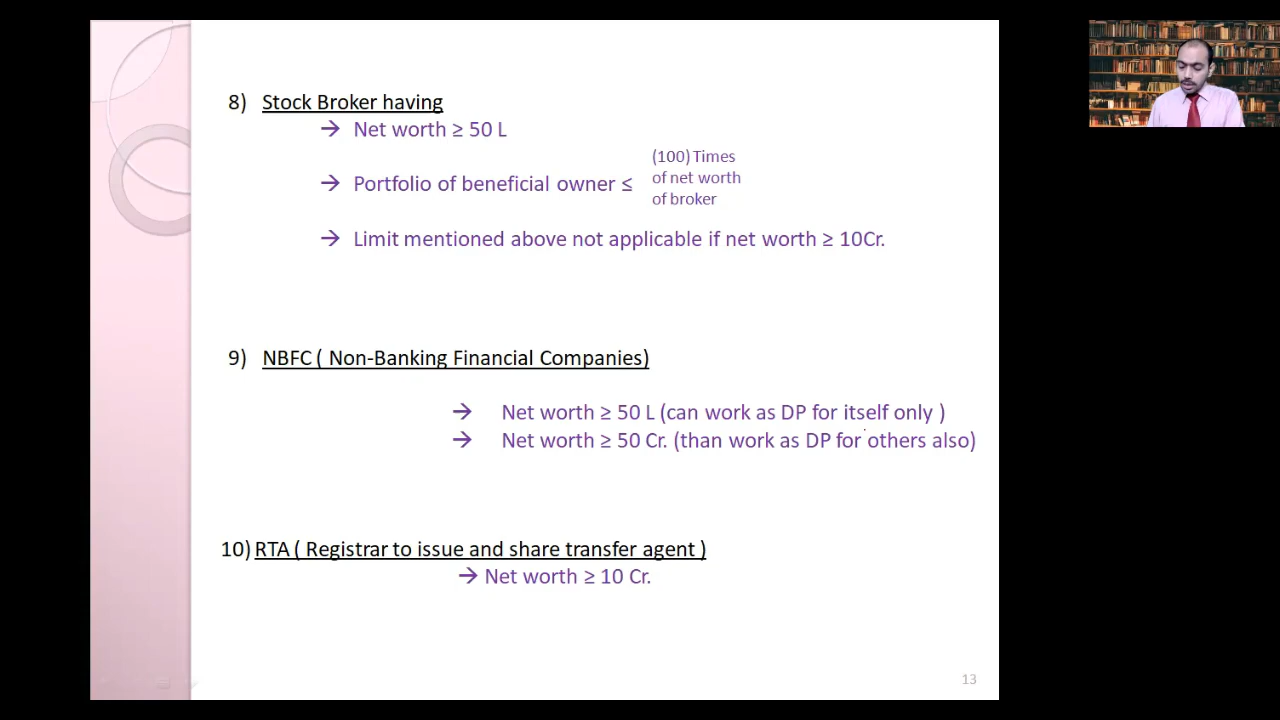 8) Stock Broker having
→ Net worth ≥ 50 L
→ Portfolio of beneficial owner ≤ (100) Times
of net worth
of broker
→ Limit mentioned above not applicable if net worth ≥ 10Cr.
9) NBFC ( Non-Banking Financial Companies)
→ Net worth ≥ 50 L (can work as DP for itself only )
→ Net worth ≥ 50 Cr. (than work as DP for others also)
10) RTA ( Registrar to issue and share transfer agent )
→ Net worth ≥ 10 Cr.
13